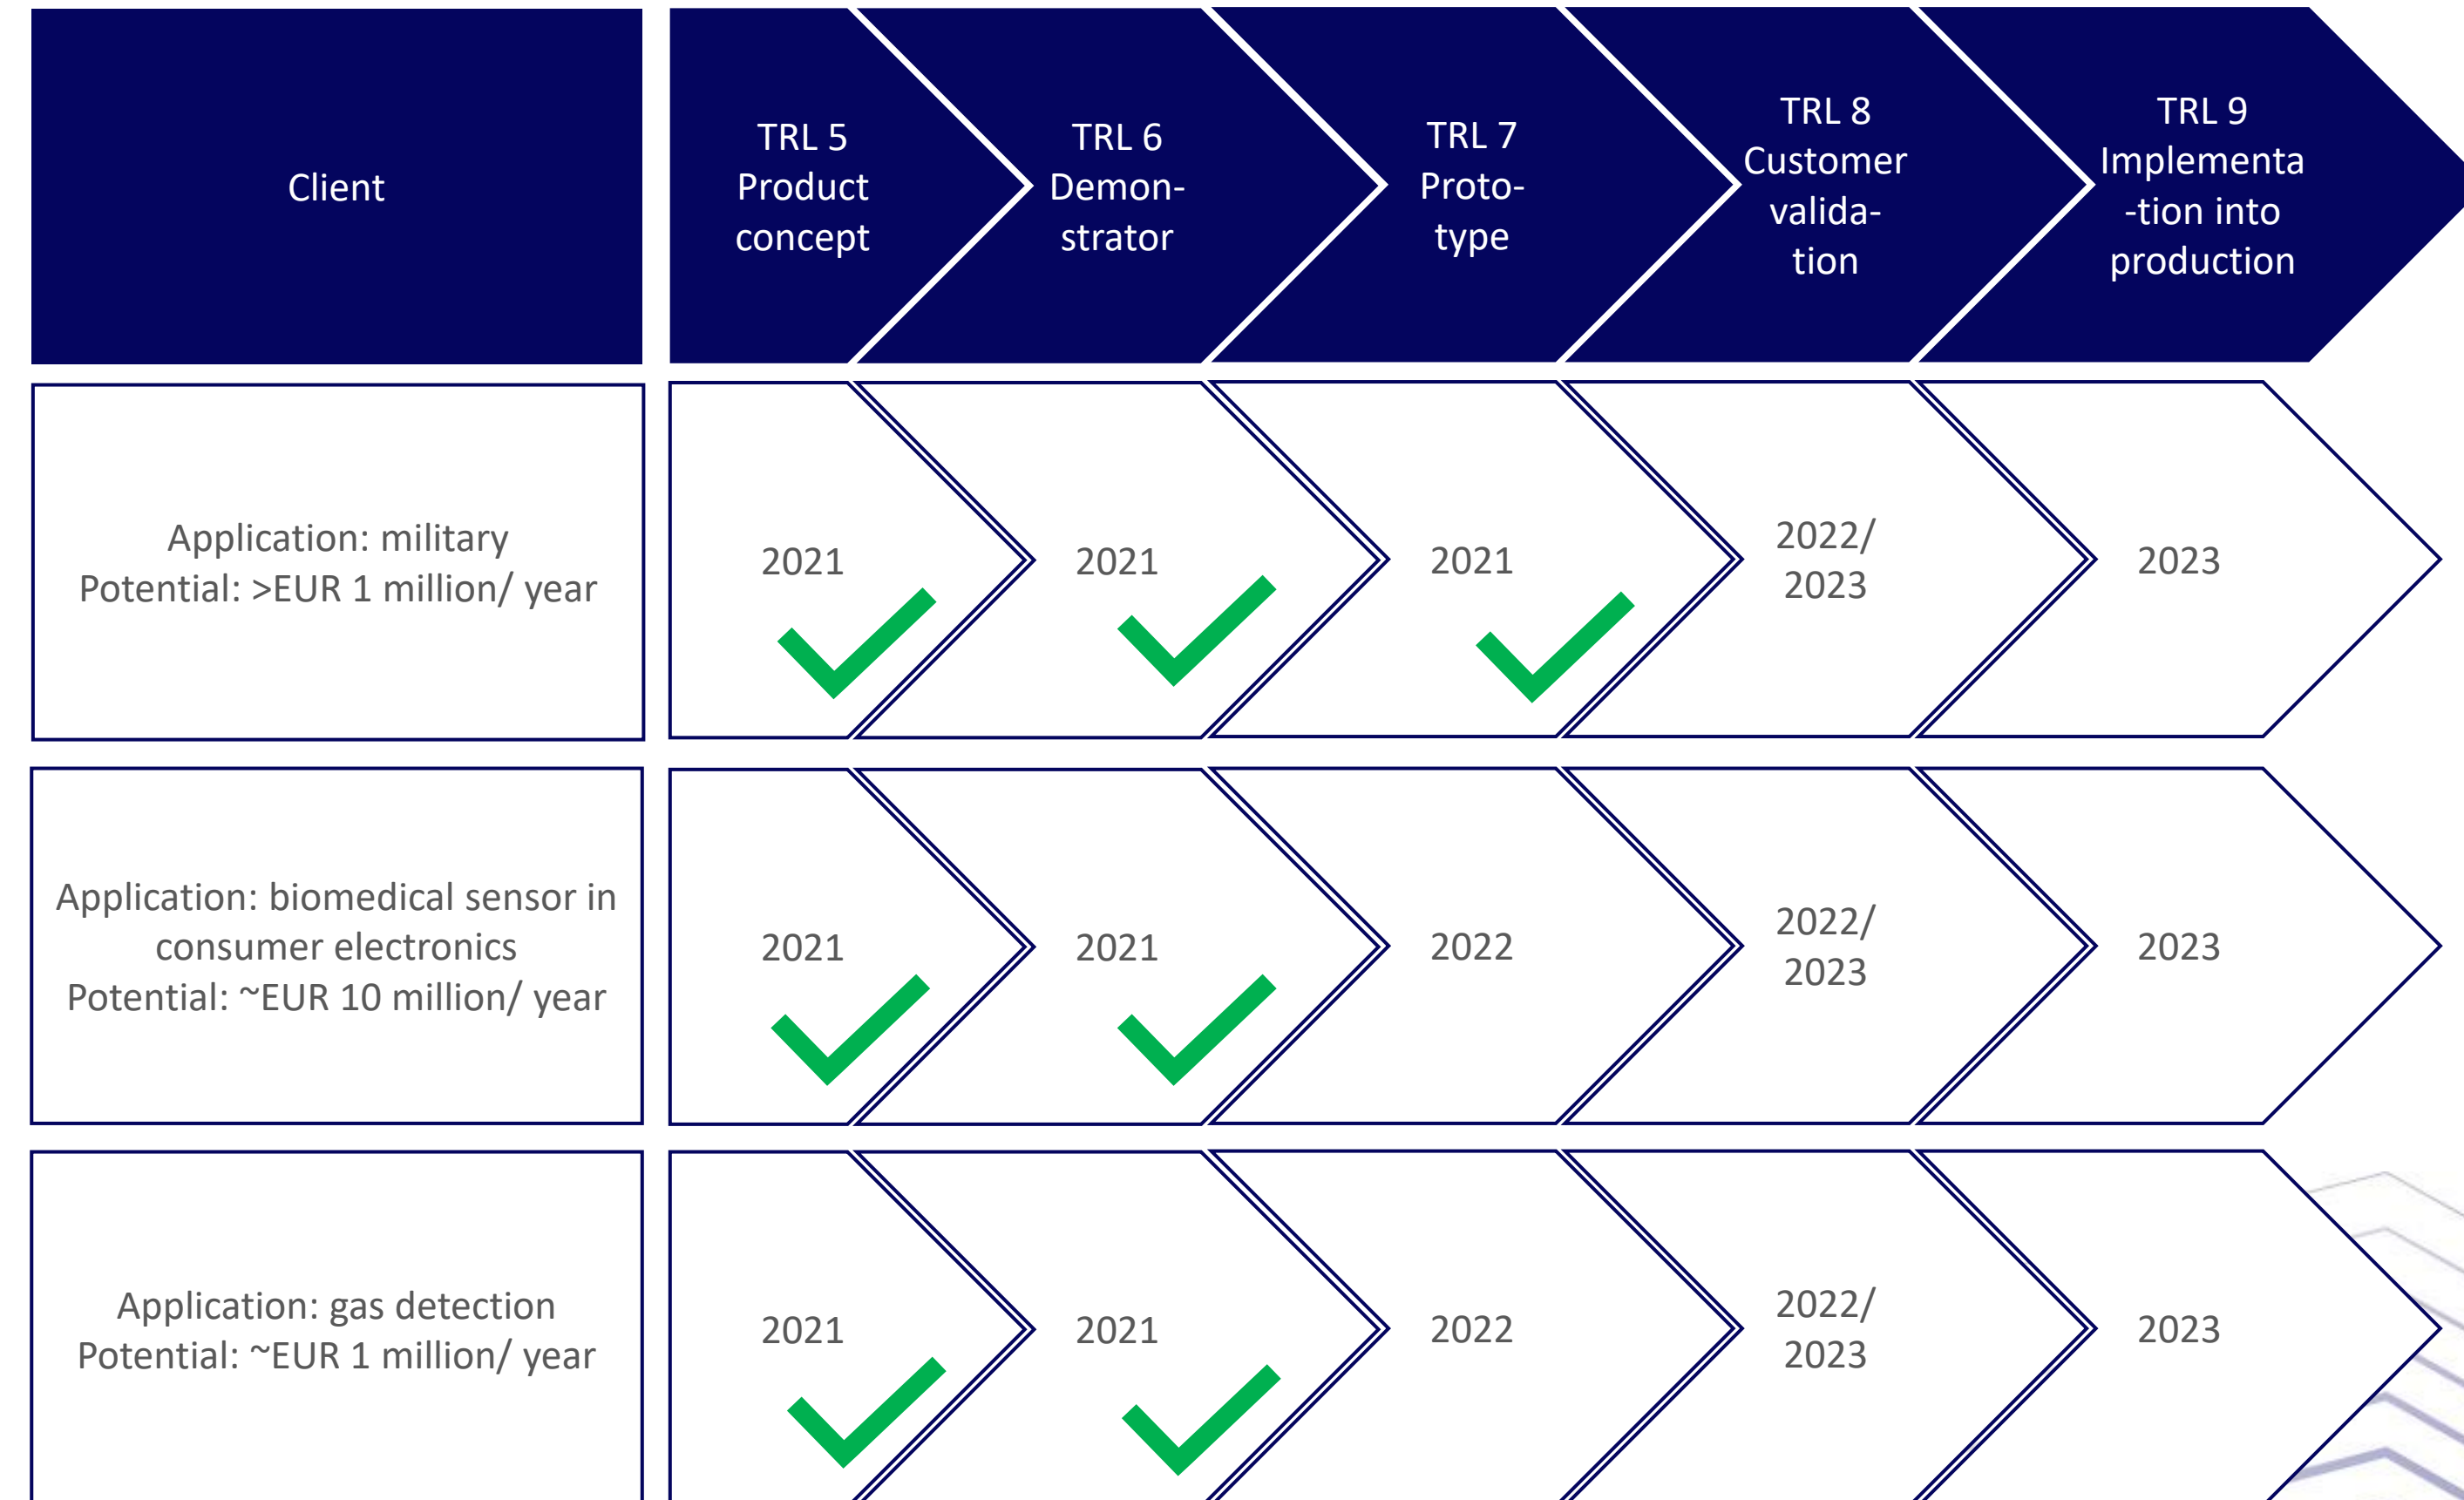 Client
TRL 5
Product
concept
TRL 6
Demon-
strator
TRL 7
Proto-
type
TRL 8
Customer
valida-
tion
TRL 9
Implementa
-tion into
production
Application: military
Potential: >EUR 1 million/ year
2021
2021
2021
2022/
2023
2023
Application: biomedical sensor in
consumer electronics
Potential: ~EUR 10 million/ year
2021
2021
2022
2022/
2023
2023
Application: gas detection
Potential: ~EUR 1 million/ year
2021
2021
2022
2022/
2023
2023